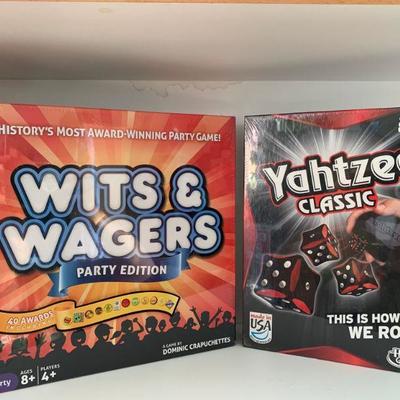 HISTORY'S MOST AWARD-WINNING PARTY GAME!
WITS &
WAGERS
PARTY EDITION
40 AWARDS
A GAME BY
DOMINIC CRAPUCHETTES
AGES
8+
PLAYERS
4+
Yahtzee
CLASSIC
made in
USA
THIS IS HOW
WE RO